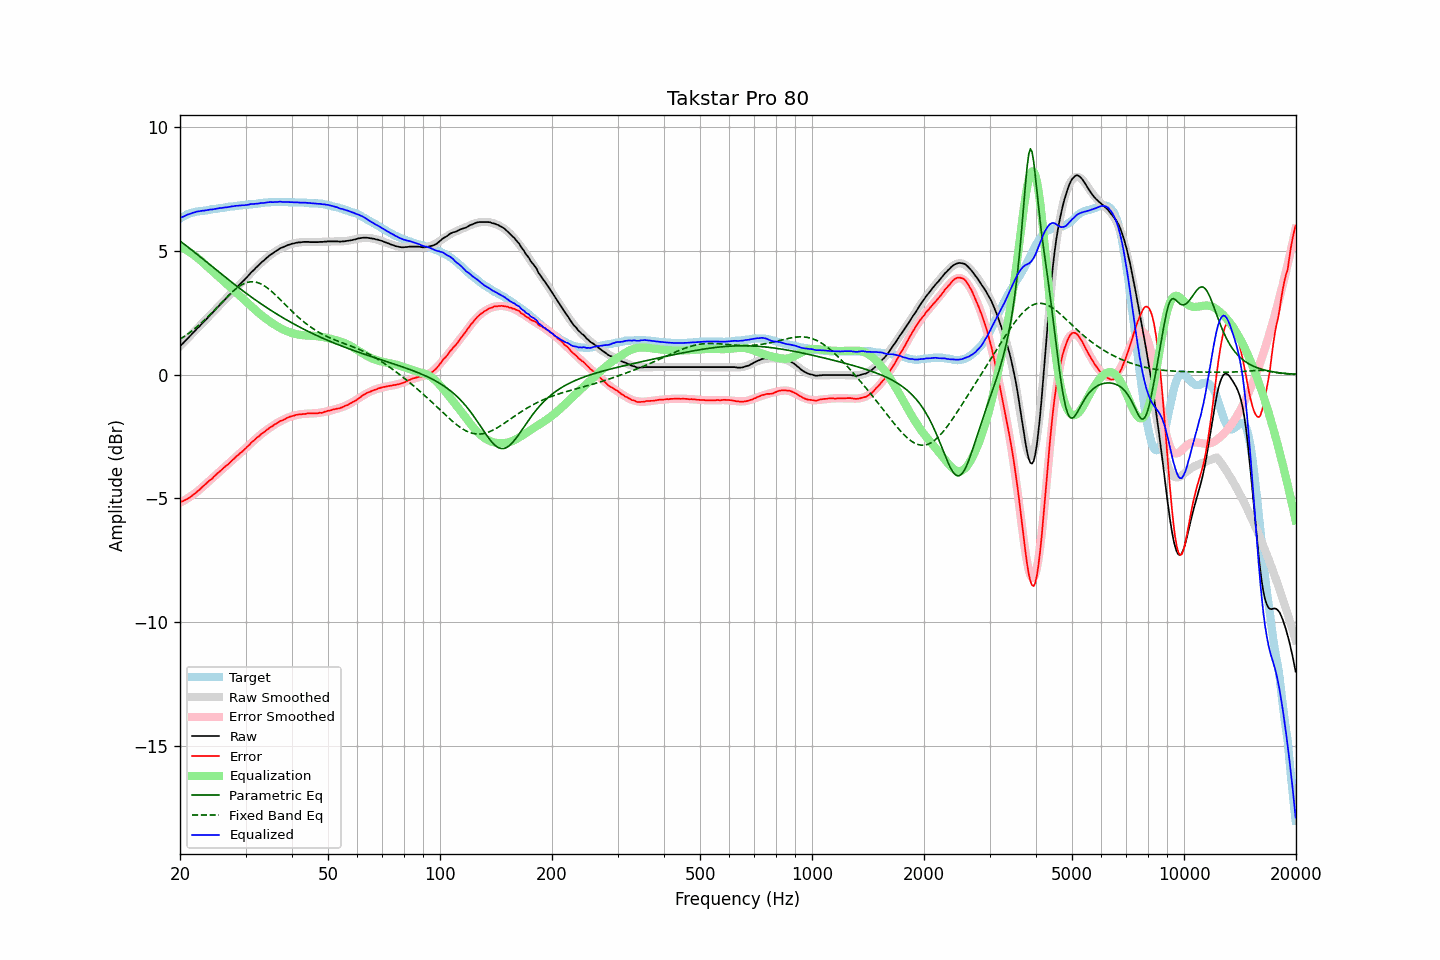 Takstar Pro 80
10
5
0
−5
−10
−15
Amplitude (dBr)
Target
Raw Smoothed
Error Smoothed
Raw
Error
Equalization
Parametric Eq
Fixed Band Eq
Equalized
20 50 100 200 500 1000 2000 5000 10000 20000
Frequency (Hz)